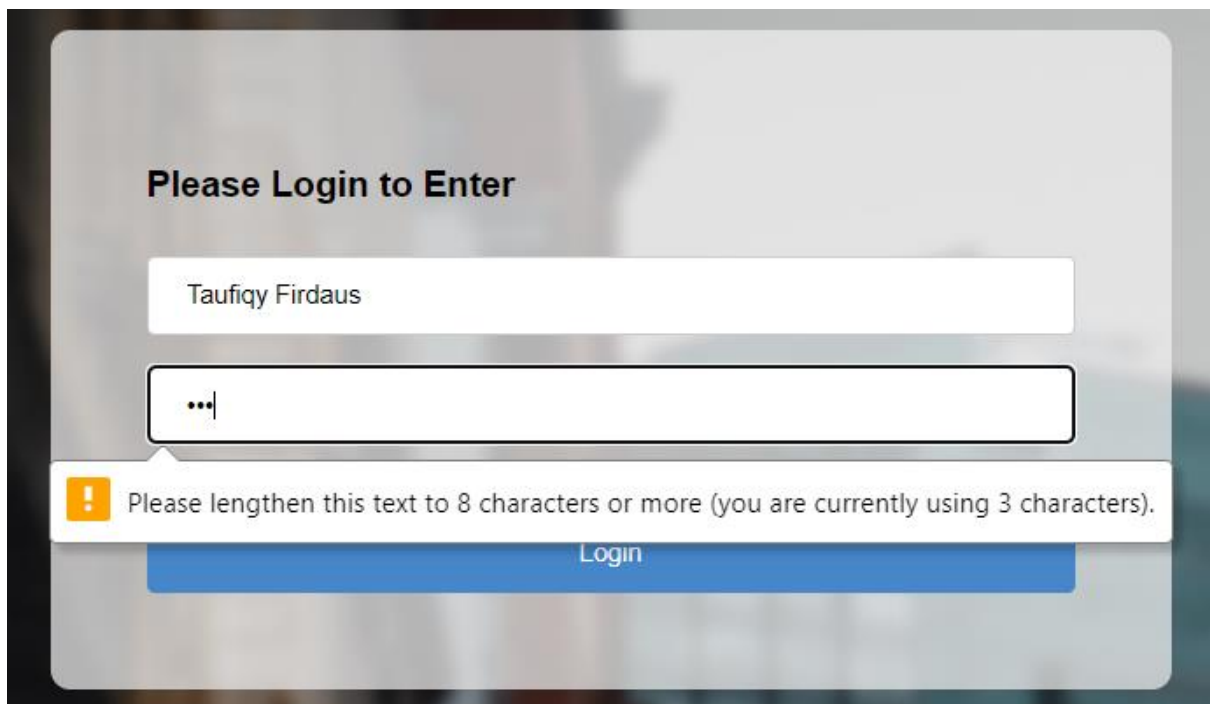 Please Login to Enter
Taufiqy Firdaus
•••
! Please lengthen this text to 8 characters or more (you are currently using 3 characters).
Login